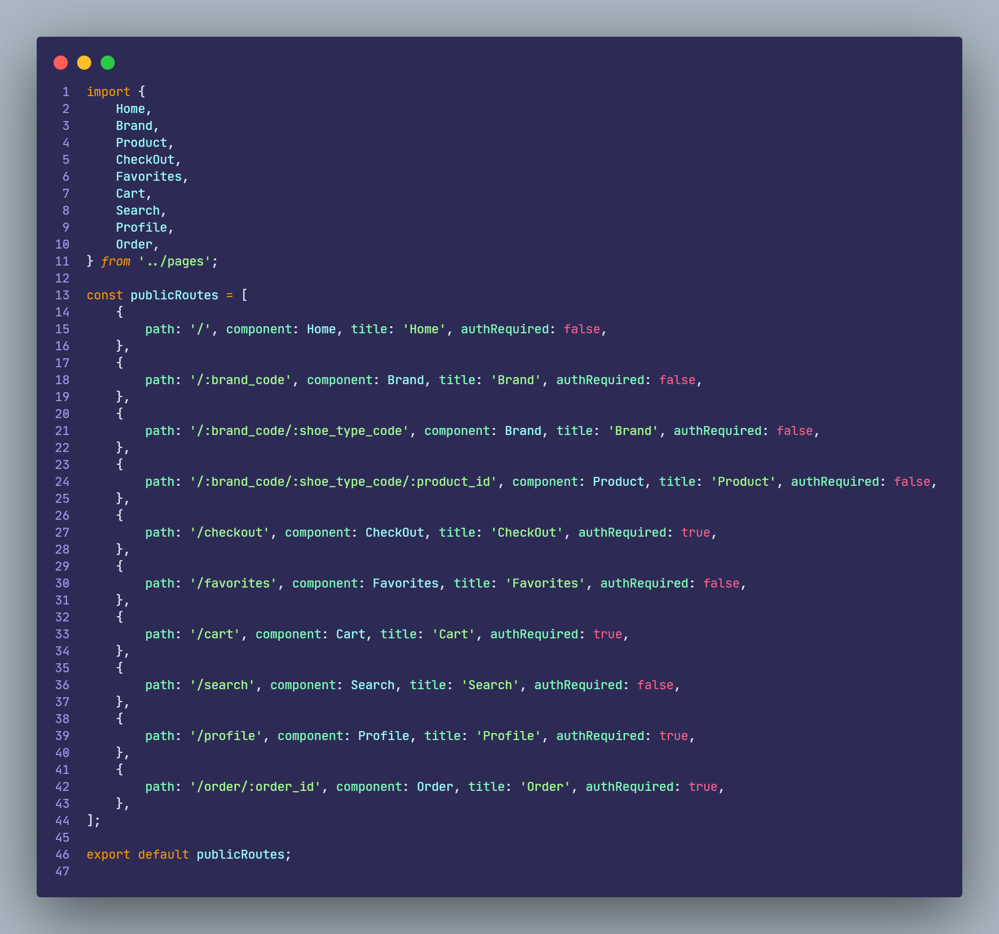 1 import {
2     Home,
3     Brand,
4     Product,
5     CheckOut,
6     Favorites,
7     Cart,
8     Search,
9     Profile,
10     Order,
11 } from '../pages';
12
13 const publicRoutes = [
14     {
15         path: '/', component: Home, title: 'Home', authRequired: false,
16     },
17     {
18         path: '/:brand_code', component: Brand, title: 'Brand', authRequired: false,
19     },
20     {
21         path: '/:brand_code/:shoe_type_code', component: Brand, title: 'Brand', authRequired: false,
22     },
23     {
24         path: '/:brand_code/:shoe_type_code/:product_id', component: Product, title: 'Product', authRequired: false,
25     },
26     {
27         path: '/checkout', component: CheckOut, title: 'CheckOut', authRequired: true,
28     },
29     {
30         path: '/favorites', component: Favorites, title: 'Favorites', authRequired: false,
31     },
32     {
33         path: '/cart', component: Cart, title: 'Cart', authRequired: true,
34     },
35     {
36         path: '/search', component: Search, title: 'Search', authRequired: false,
37     },
38     {
39         path: '/profile', component: Profile, title: 'Profile', authRequired: true,
40     },
41     {
42         path: '/order/:order_id', component: Order, title: 'Order', authRequired: true,
43     },
44 ];
45
46 export default publicRoutes;
47